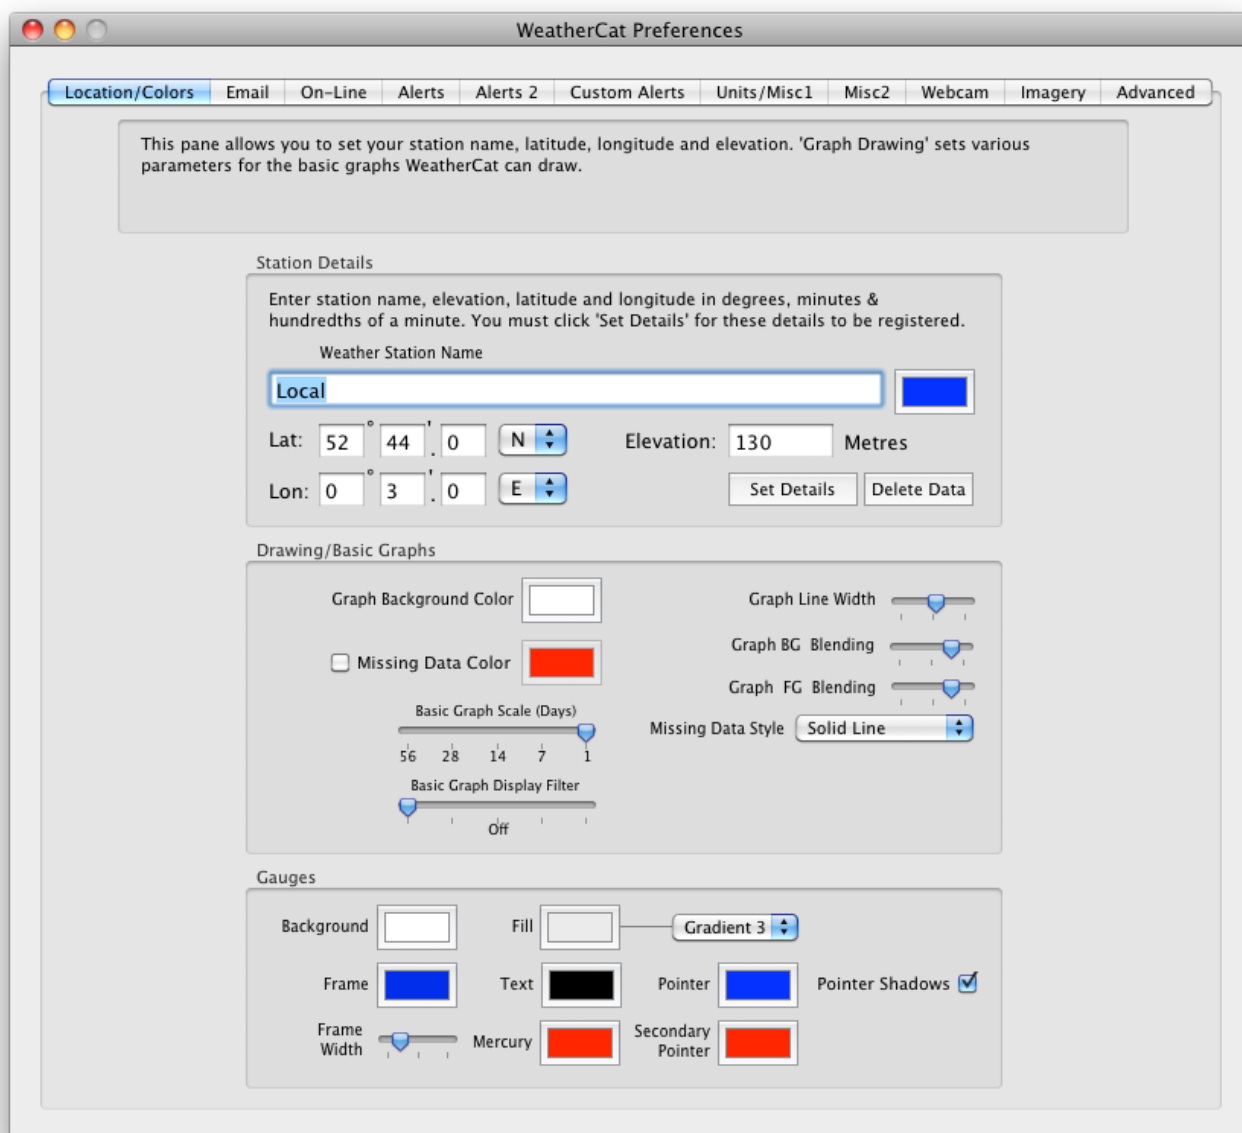 WeatherCat Preferences
Location/Colors Email On-Line Alerts Alerts 2 Custom Alerts Units/Misc1 Misc2 Webcam Imagery Advanced
This pane allows you to set your station name, latitude, longitude and elevation. 'Graph Drawing' sets various
parameters for the basic graphs WeatherCat can draw.
Station Details
Enter station name, elevation, latitude and longitude in degrees, minutes &
hundredths of a minute. You must click 'Set Details' for these details to be registered.
Weather Station Name
Local
Lat: 52 ° 44 ' . 0 N Elevation: 130 Metres
Lon: 0 ° 3 ' . 0 E Set Details Delete Data
Drawing/Basic Graphs
Graph Background Color Graph Line Width
Graph BG Blending
Missing Data Color
Graph FG Blending
Basic Graph Scale (Days)
Missing Data Style Solid Line
56 28 14 7 1
Basic Graph Display Filter
Off
Gauges
Background Fill Gradient 3
Frame Text Pointer Pointer Shadows
Frame
Width
Mercury
Secondary
Pointer